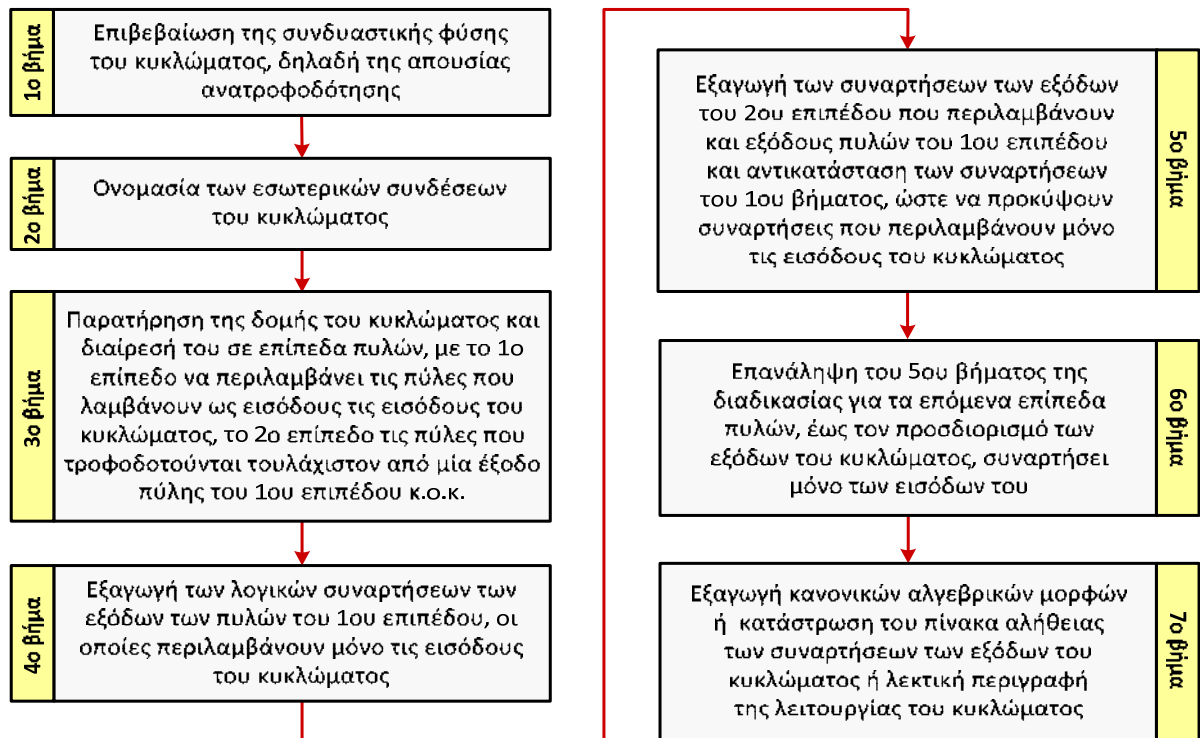 1ο βήμα
Επιβεβαίωση της συνδυαστικής φύσης
του κυκλώματος, δηλαδή της απουσίας
ανατροφοδότησης
2ο βήμα
Ονομασία των εσωτερικών συνδέσεων
του κυκλώματος
3ο βήμα
Παρατήρηση της δομής του κυκλώματος και
διαίρεσή του σε επίπεδα πυλών, με το 1ο
επίπεδο να περιλαμβάνει τις πύλες που
λαμβάνουν ως εισόδους τις εισόδους του
κυκλώματος, το 2ο επίπεδο τις πύλες που
τροφοδοτούνται τουλάχιστον από μία έξοδο
πύλης του 1ου επιπέδου κ.ο.κ.
4ο βήμα
Εξαγωγή των λογικών συναρτήσεων των
εξόδων των πυλών του 1ου επιπέδου, οι
οποίες περιλαμβάνουν μόνο τις εισόδους
του κυκλώματος
5ο βήμα
Εξαγωγή των συναρτήσεων των εξόδων
του 2ου επιπέδου που περιλαμβάνουν
και εξόδους πυλών του 1ου επιπέδου
και αντικατάσταση των συναρτήσεων
του 1ου βήματος, ώστε να προκύψουν
συναρτήσεις που περιλαμβάνουν μόνο
τις εισόδους του κυκλώματος
6ο βήμα
Επανάληψη του 5ου βήματος της
διαδικασίας για τα επόμενα επίπεδα
πυλών, έως τον προσδιορισμό των
εξόδων του κυκλώματος, συναρτήσει
μόνο των εισόδων του
7ο βήμα
Εξαγωγή κανονικών αλγεβρικών μορφών
ή κατάστρωση του πίνακα αλήθειας
των συναρτήσεων των εξόδων του
κυκλώματος ή λεκτική περιγραφή
της λειτουργίας του κυκλώματος